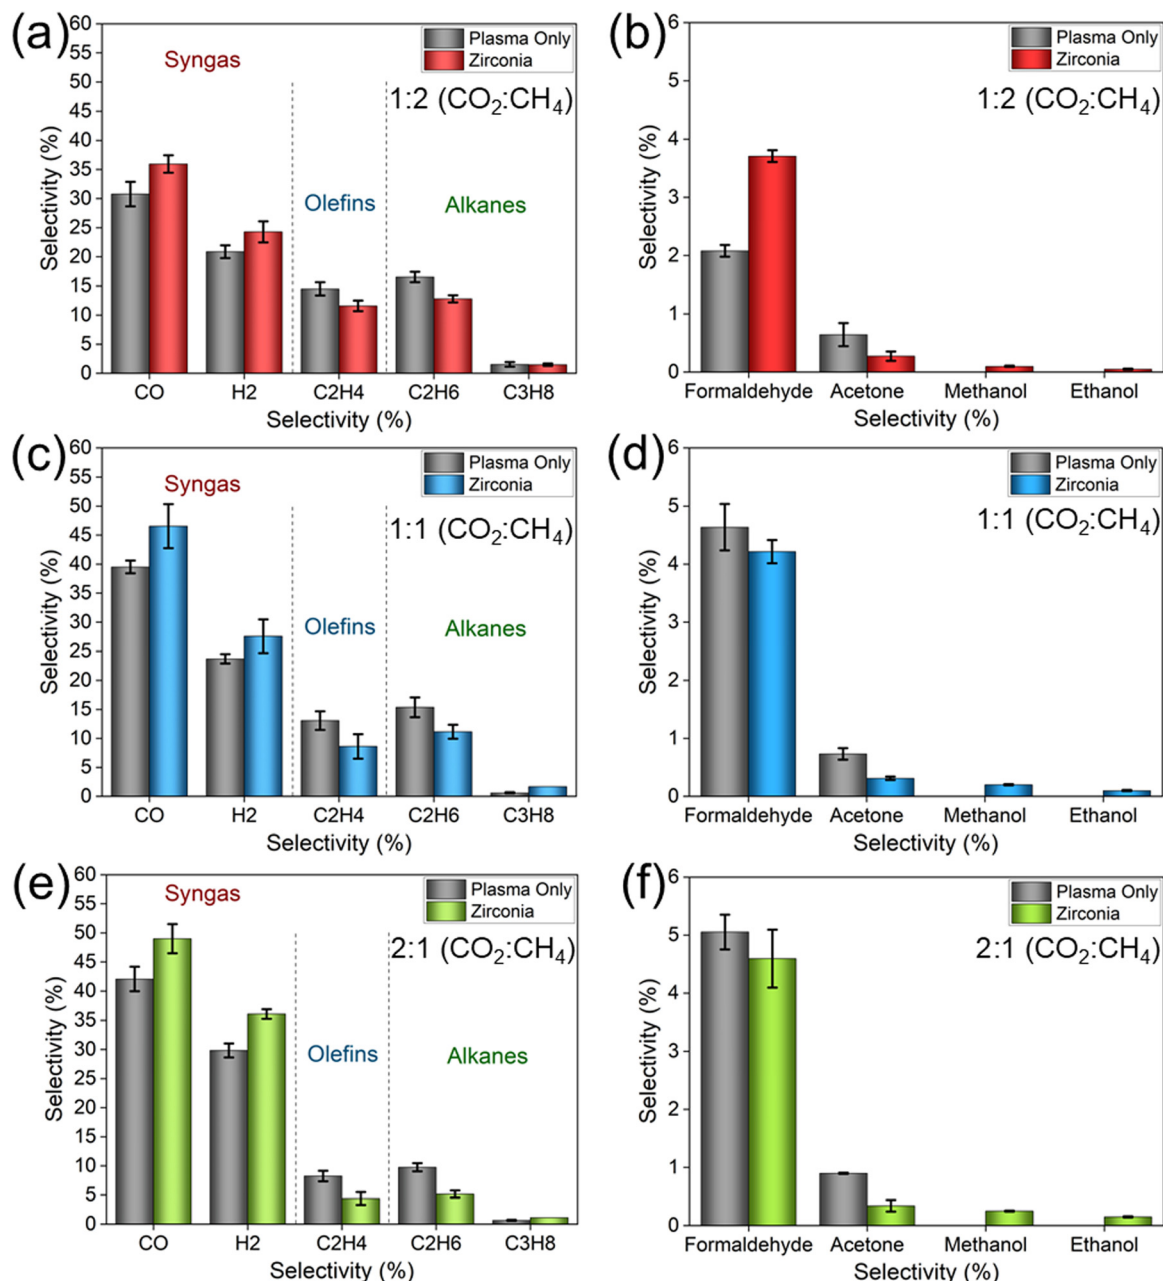 (a)
Plasma Only
Zirconia
Syngas
1:2 (CO₂:CH₄)
Olefins
Alkanes
Selectivity (%)
60
55
50
45
40
35
30
25
20
15
10
5
0
CO H2 C2H4 C2H6 C3H8
Selectivity (%)
(b)
Plasma Only
Zirconia
1:2 (CO₂:CH₄)
Selectivity (%)
6
5
4
3
2
1
0
Formaldehyde Acetone Methanol Ethanol
Selectivity (%)
(c)
Plasma Only
Zirconia
Syngas
1:1 (CO₂:CH₄)
Olefins
Alkanes
Selectivity (%)
60
55
50
45
40
35
30
25
20
15
10
5
0
CO H2 C2H4 C2H6 C3H8
Selectivity (%)
(d)
Plasma Only
Zirconia
1:1 (CO₂:CH₄)
Selectivity (%)
6
5
4
3
2
1
0
Formaldehyde Acetone Methanol Ethanol
Selectivity (%)
(e)
Plasma Only
Zirconia
Syngas
2:1 (CO₂:CH₄)
Olefins
Alkanes
Selectivity (%)
60
55
50
45
40
35
30
25
20
15
10
5
0
CO H2 C2H4 C2H6 C3H8
Selectivity (%)
(f)
Plasma Only
Zirconia
2:1 (CO₂:CH₄)
Selectivity (%)
6
5
4
3
2
1
0
Formaldehyde Acetone Methanol Ethanol
Selectivity (%)